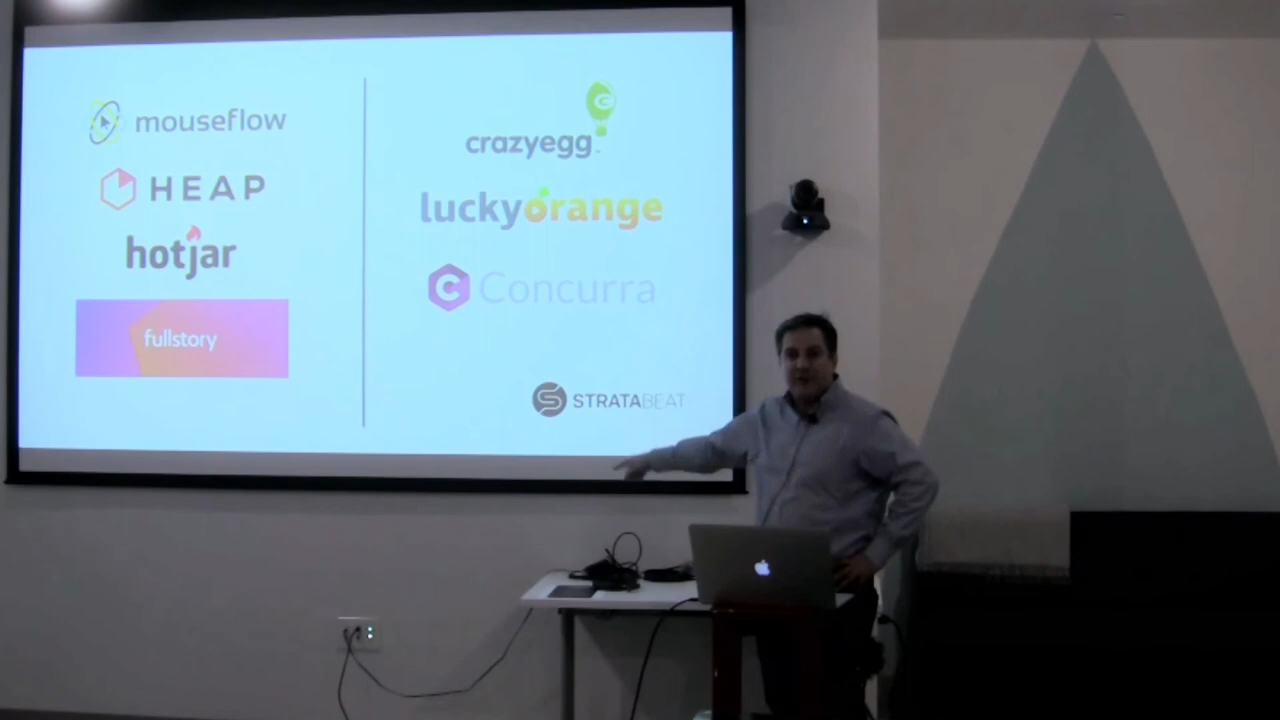 mouseflow
HEAP
hotjar
fullstory
crazyegg
luckyorange
Concurra
STRATABEAT